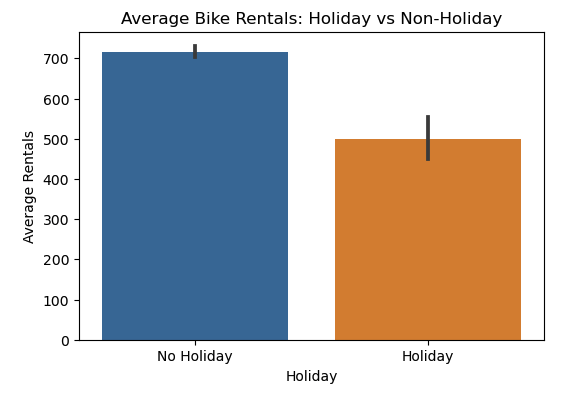 Average Bike Rentals: Holiday vs Non-Holiday
Average Rentals
700
600
500
400
300
200
100
0
No Holiday Holiday
Holiday